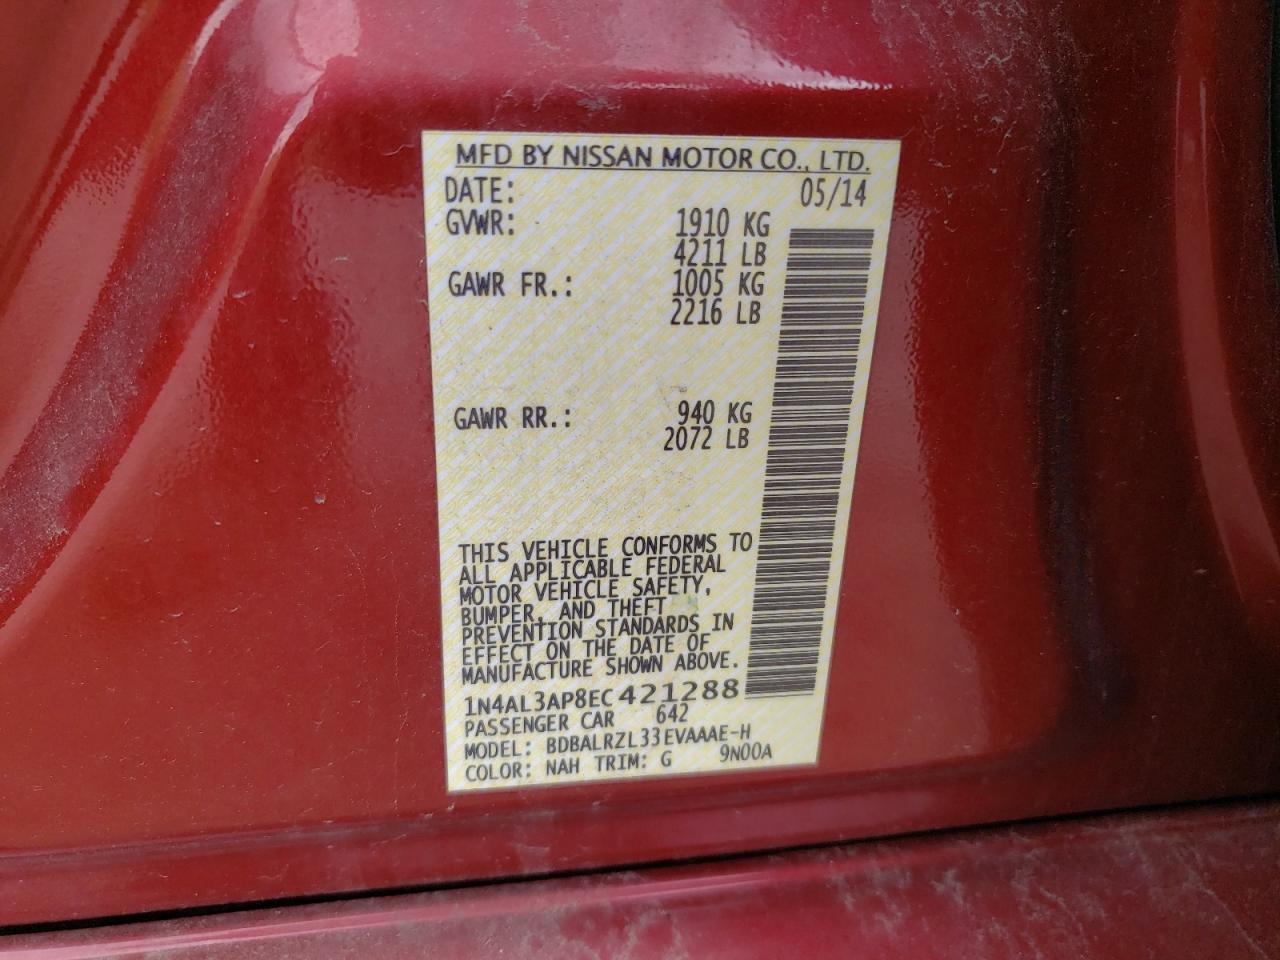 MFD BY NISSAN MOTOR CO., LTD.
DATE: 05/14
GVWR: 1910 KG
4211 LB
GAWR FR.: 1005 KG
2216 LB
GAWR RR.: 940 KG
2072 LB
THIS VEHICLE CONFORMS TO
ALL APPLICABLE FEDERAL
MOTOR VEHICLE SAFETY,
BUMPER, AND THEFT
PREVENTION STANDARDS IN
EFFECT ON THE DATE OF
MANUFACTURE SHOWN ABOVE.
1N4AL3AP8EC421288
PASSENGER CAR 642
MODEL: BDBALRZL33EVAAAE-H
COLOR: NAH TRIM: G 9N00A